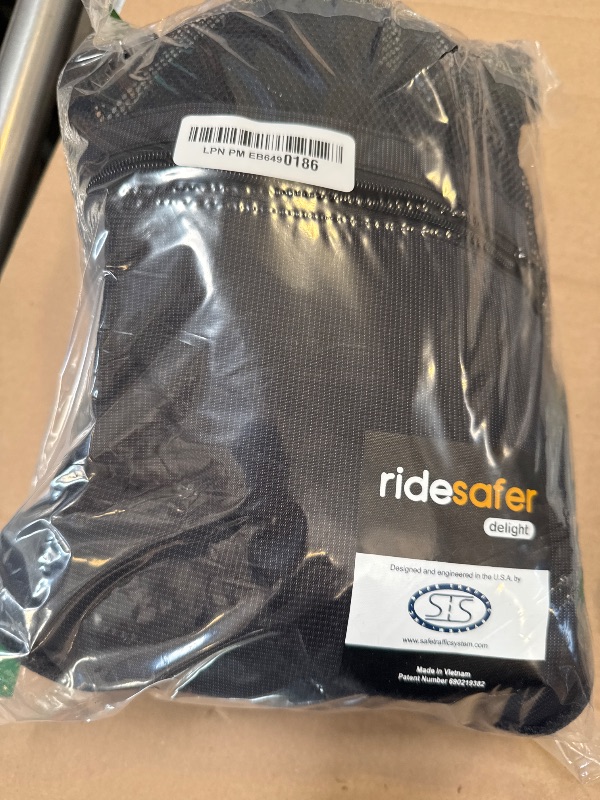 LPN PM EB6490186
ridesafer
delight
Designed and engineered in the U.S.A. by
STS
www.safetrafficsystem.com
Made in Vietnam
Patent Number 690219382